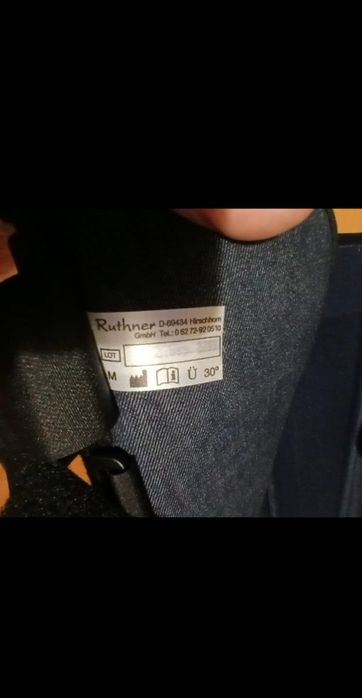 Ruthner D-69434 Hirschhorn
GmbH Tel.: 0 62 72-92 05 10
LOT
M Ü 30°